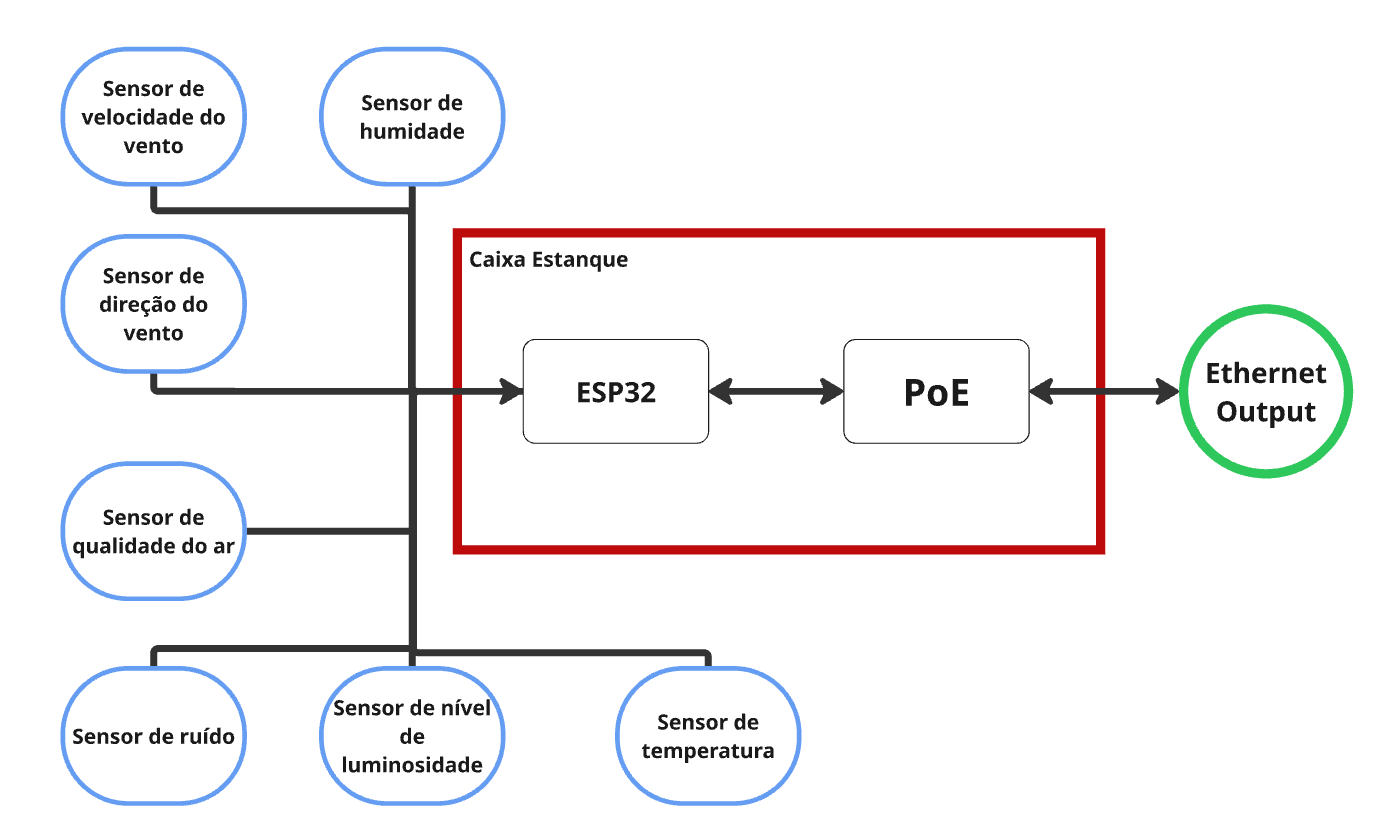 Sensor de
velocidade do
vento
Sensor de
humidade
Sensor de
direção do
vento
Caixa Estanque
ESP32
PoE
Ethernet
Output
Sensor de
qualidade do ar
Sensor de ruído
Sensor de nível
de
luminosidade
Sensor de
temperatura